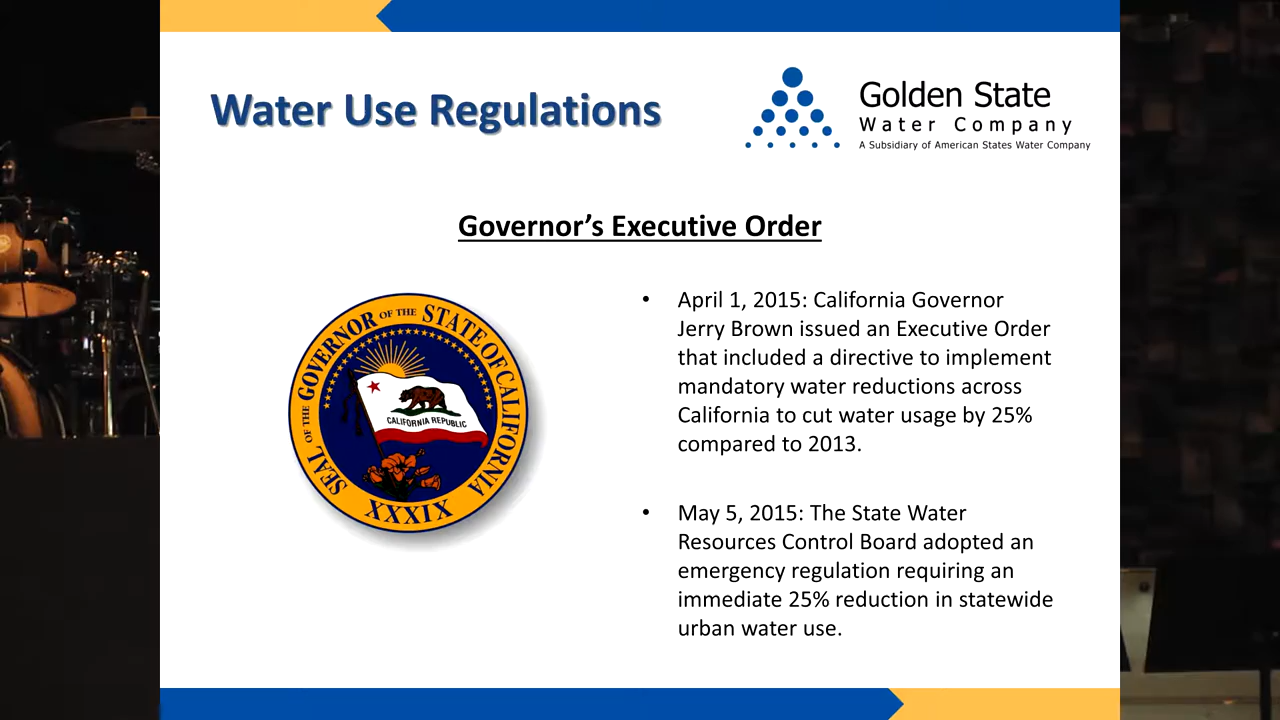 Water Use Regulations
Golden State
Water Company
A Subsidiary of American States Water Company
Governor’s Executive Order
SEAL OF THE GOVERNOR OF THE STATE OF CALIFORNIA
CALIFORNIA REPUBLIC
XXXIX
• April 1, 2015: California Governor
Jerry Brown issued an Executive Order
that included a directive to implement
mandatory water reductions across
California to cut water usage by 25%
compared to 2013.
• May 5, 2015: The State Water
Resources Control Board adopted an
emergency regulation requiring an
immediate 25% reduction in statewide
urban water use.